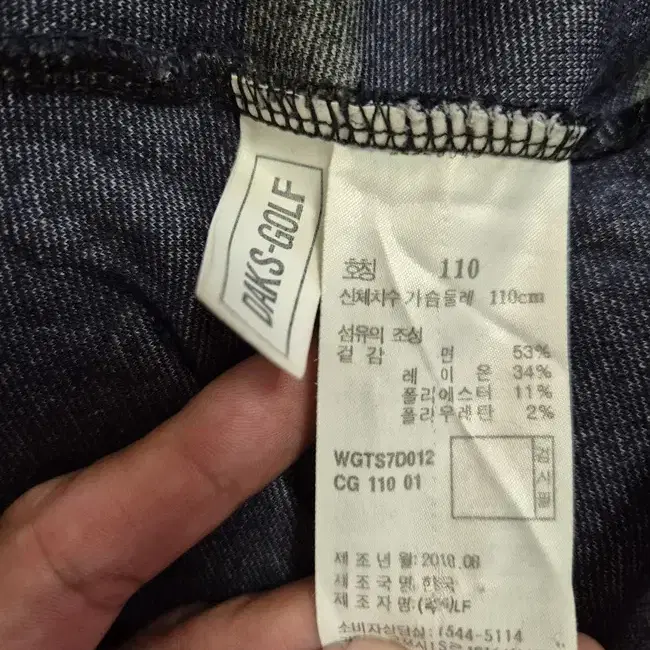 DAKS-GOLF
호칭 110
신체치수 가슴둘레 110cm
섬유의 조성
겉감 면 53%
레이온 34%
폴리에스터 11%
폴리우레탄 2%
WGTS7D012
CG 110 01
검사필
제조년월:2018.08
제조국명:한국
제조자명:(주)LF
소비자상담실:1544-5114